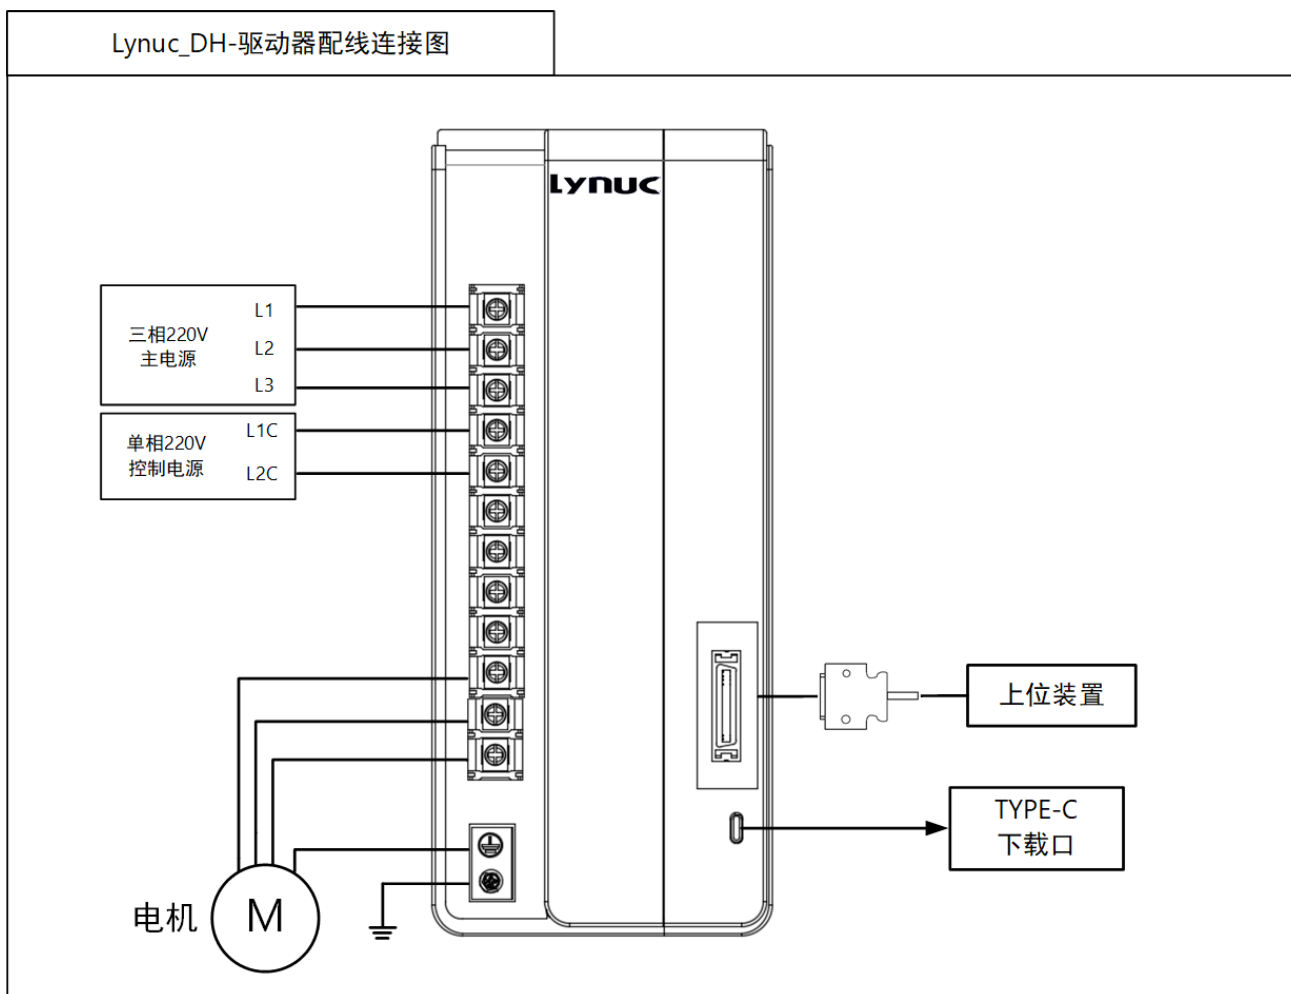 Lynuc_DH-驱动器配线连接图
Lynuc
三相220V
主电源
L1
L2
L3
单相220V
控制电源
L1C
L2C
上位装置
TYPE-C
下载口
电机
M